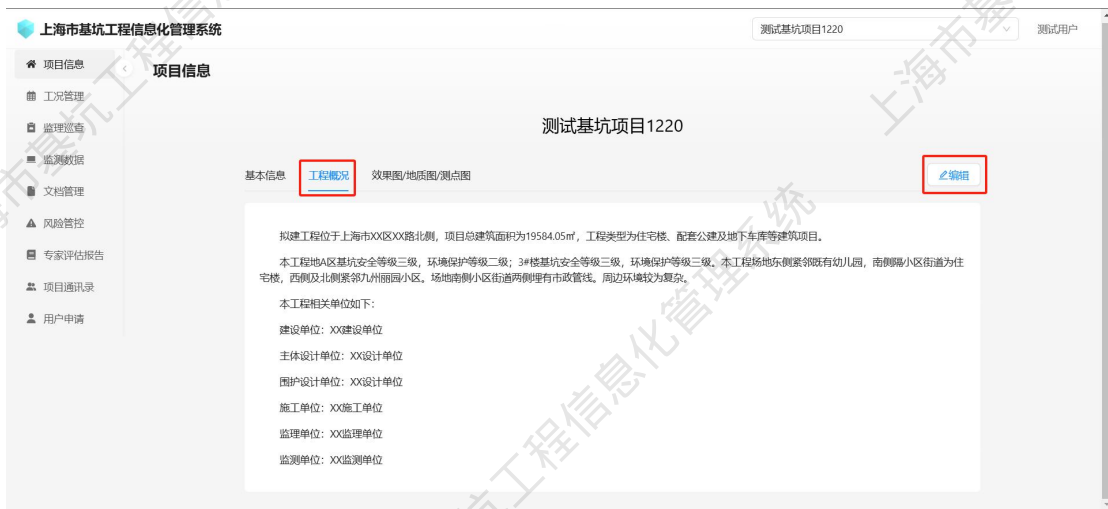 上海市基坑工程信息化管理系统
测试基坑项目1220
测试用户
项目信息
工况管理
监理巡查
监测数据
文档管理
风险管控
专家评估报告
项目通讯录
用户申请
项目信息
测试基坑项目1220
基本信息 工程概况 效果图/地质图/测点图
编辑
拟建工程位于上海市XX区XX路北侧，项目总建筑面积为19584.05㎡，工程类型为住宅楼、配套公建及地下车库等建筑项目。
本工程地A区基坑安全等级三级，环境保护等级二级；3#楼基坑安全等级三级，环境保护等级三级。本工程场地东侧紧邻既有幼儿园，南侧隔小区街道为住
宅楼，西侧及北侧紧邻九州丽园小区。场地南侧小区街道两侧埋有市政管线。周边环境较为复杂。
本工程相关单位如下：
建设单位：XX建设单位
主体设计单位：XX设计单位
围护设计单位：XX设计单位
施工单位：XX施工单位
监理单位：XX监理单位
监测单位：XX监测单位